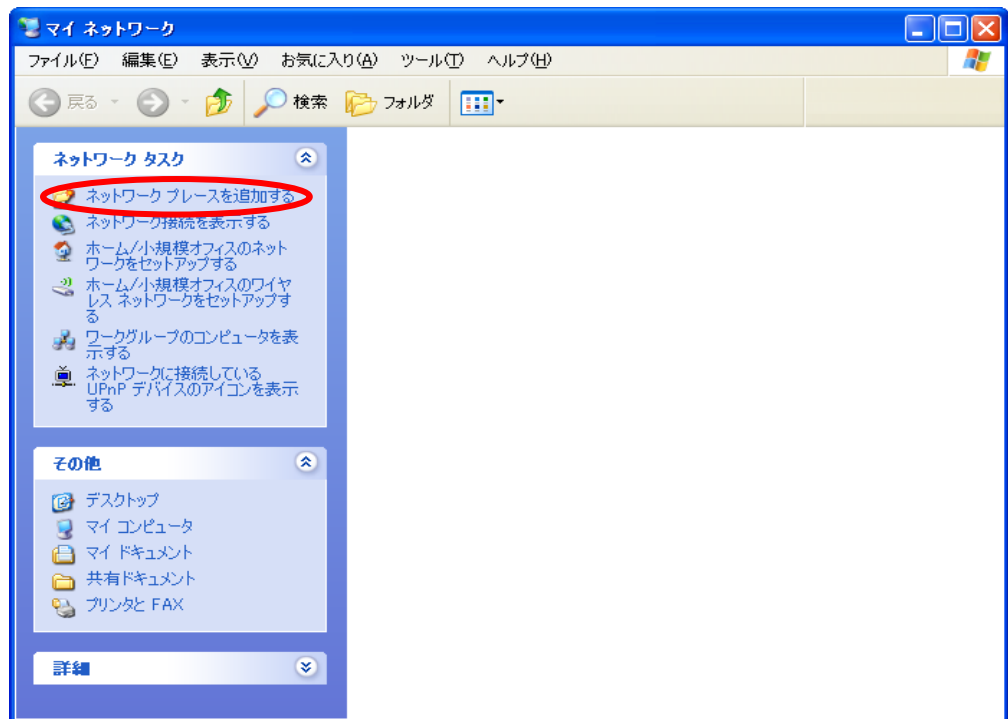 マイ ネットワーク
ファイル(F) 編集(E) 表示(V) お気に入り(A) ツール(T) ヘルプ(H)
戻る 検索 フォルダ
ネットワーク タスク
ネットワーク プレースを追加する
ネットワーク接続を表示する
ホーム/小規模オフィスのネット
ワークをセットアップする
ホーム/小規模オフィスのワイヤ
レス ネットワークをセットアップす
る
ワークグループのコンピュータを表
示する
ネットワークに接続している
UPnP デバイスのアイコンを表示
する
その他
デスクトップ
マイ コンピュータ
マイ ドキュメント
共有ドキュメント
プリンタと FAX
詳細